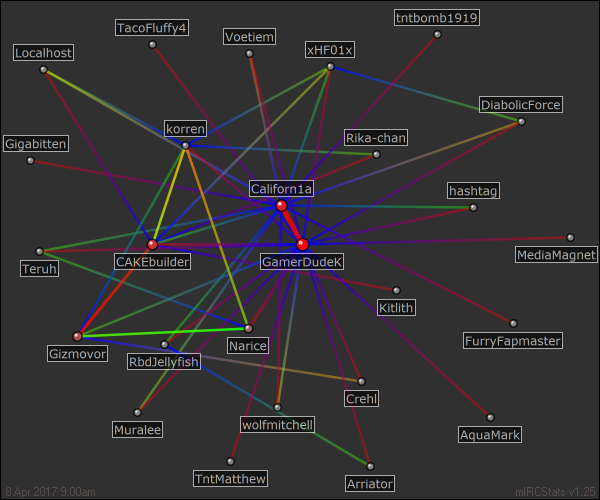 tntbomb1919
TacoFluffy4
Voetiem
xHF01x
Localhost
DiabolicForce
korren
Rika-chan
Gigabitten
Californ1a
hashtag
MediaMagnet
CAKEbuilder
GamerDudeK
Teruh
Kitlith
FurryFapmaster
Narice
Gizmovor
RbdJellyfish
Crehl
Muralee
wolfmitchell
AquaMark
TntMatthew
Arriator
8 Apr 2017 9:00am
mIRCStats v1.25